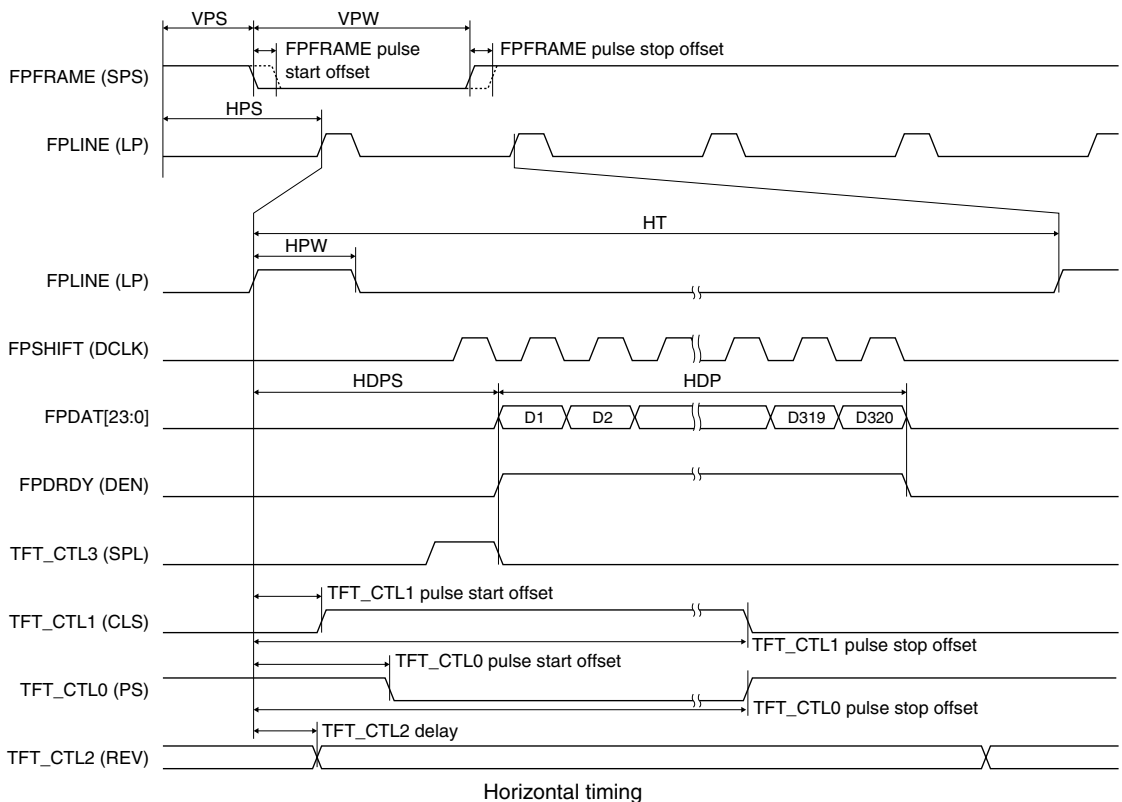 VPS
VPW
FPFRAME pulse
start offset
FPFRAME pulse stop offset
FPFRAME (SPS)
HPS
FPLINE (LP)
HT
HPW
FPLINE (LP)
FPSHIFT (DCLK)
HDPS
HDP
FPDAT[23:0]
D1
D2
D319
D320
FPDRDY (DEN)
TFT_CTL3 (SPL)
TFT_CTL1 pulse start offset
TFT_CTL1 (CLS)
TFT_CTL1 pulse stop offset
TFT_CTL0 pulse start offset
TFT_CTL0 (PS)
TFT_CTL0 pulse stop offset
TFT_CTL2 delay
TFT_CTL2 (REV)
Horizontal timing